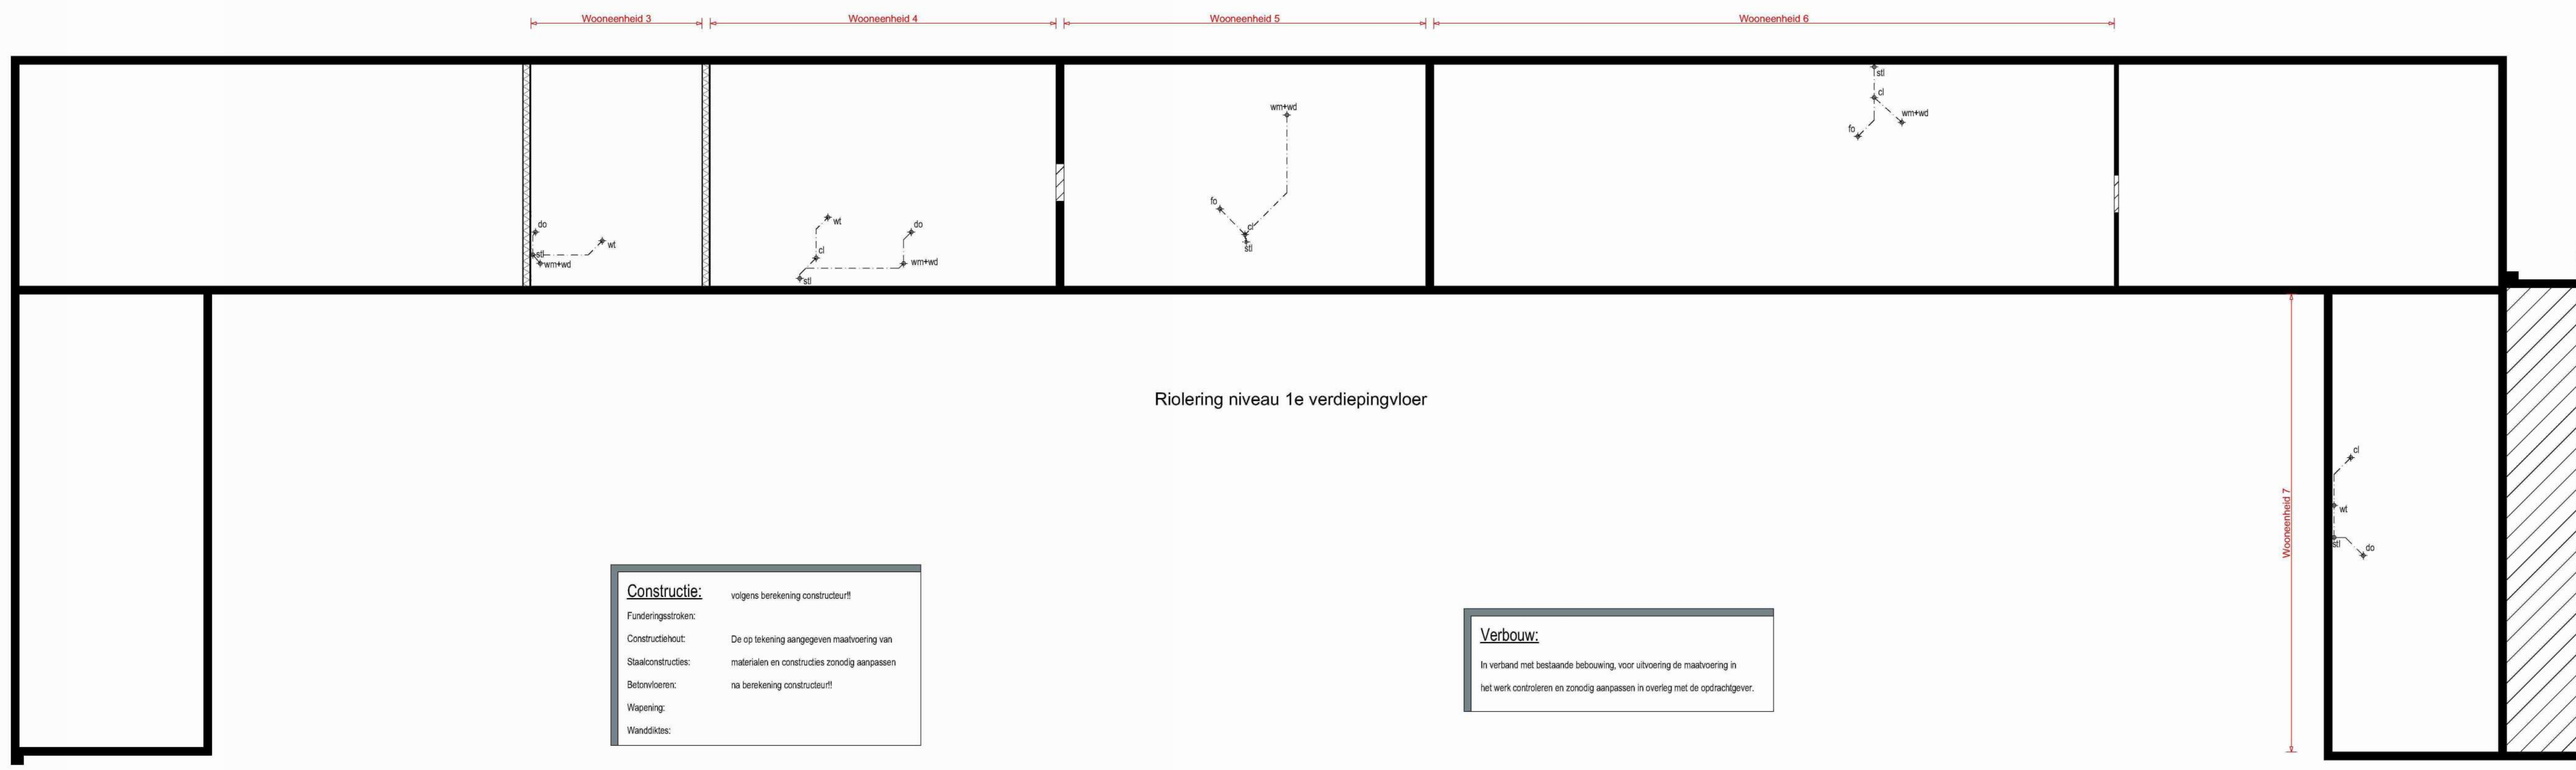 Wooneenheid 3
Wooneenheid 4
Wooneenheid 5
Wooneenheid 6
do
wt
stl
wm+wd
wt
do
cl
wm+wd
stl
wm+wd
fo
cl
stl
stl
cl
wm+wd
fo
Riolering niveau 1e verdiepingvloer
Wooneenheid 7
cl
wt
stl
do
Constructie:
volgens berekening constructeur!!
Funderingsstroken:
Constructiehout:
De op tekening aangegeven maatvoering van
Staalconstructies:
materialen en constructies zonodig aanpassen
Betonvloeren:
na berekening constructeur!!
Wapening:
Wanddiktes:
Verbouw:
In verband met bestaande bebouwing, voor uitvoering de maatvoering in
het werk controleren en zonodig aanpassen in overleg met de opdrachtgever.